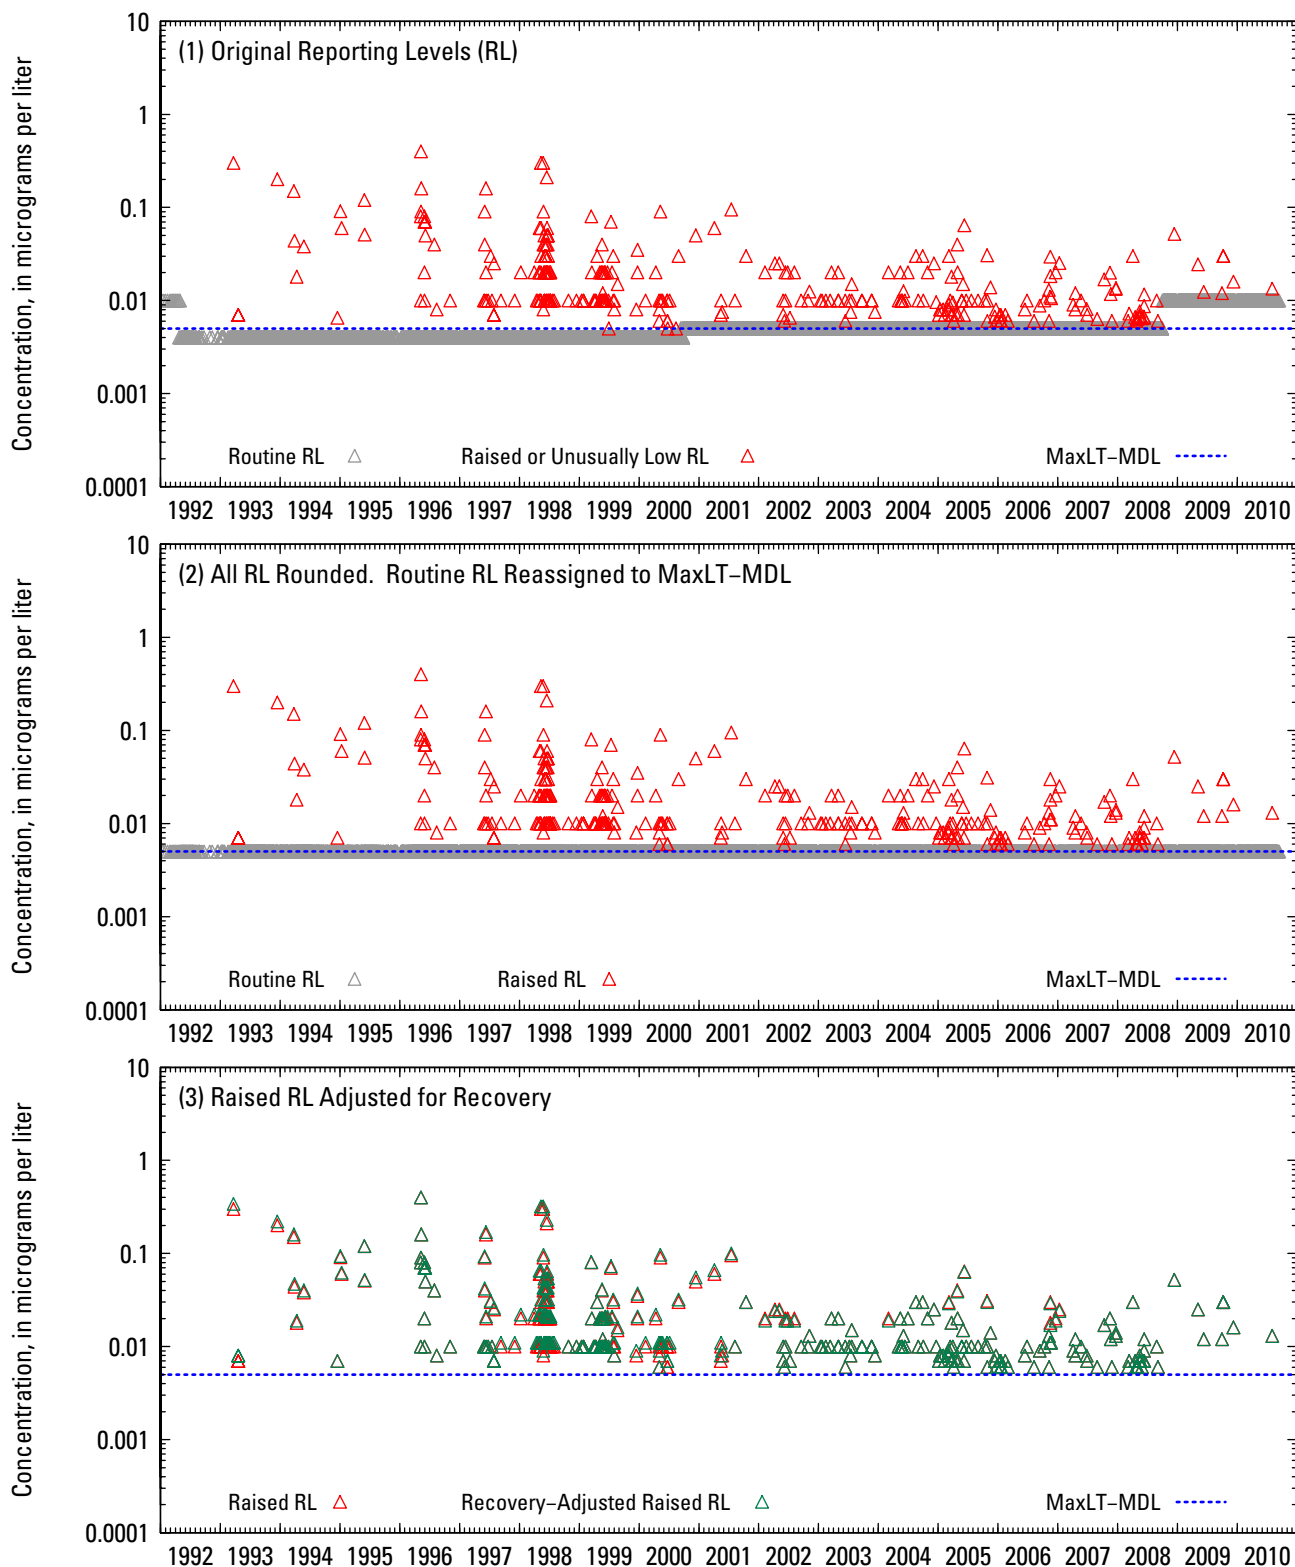 Concentration, in micrograms per liter
(1) Original Reporting Levels (RL)
10
1
0.1
0.01
0.001
0.0001
Routine RL
Raised or Unusually Low RL
MaxLT–MDL
1992 1993 1994 1995 1996 1997 1998 1999 2000 2001 2002 2003 2004 2005 2006 2007 2008 2009 2010
Concentration, in micrograms per liter
(2) All RL Rounded. Routine RL Reassigned to MaxLT–MDL
10
1
0.1
0.01
0.001
0.0001
Routine RL
Raised RL
MaxLT–MDL
1992 1993 1994 1995 1996 1997 1998 1999 2000 2001 2002 2003 2004 2005 2006 2007 2008 2009 2010
Concentration, in micrograms per liter
(3) Raised RL Adjusted for Recovery
10
1
0.1
0.01
0.001
0.0001
Raised RL
Recovery–Adjusted Raised RL
MaxLT–MDL
1992 1993 1994 1995 1996 1997 1998 1999 2000 2001 2002 2003 2004 2005 2006 2007 2008 2009 2010